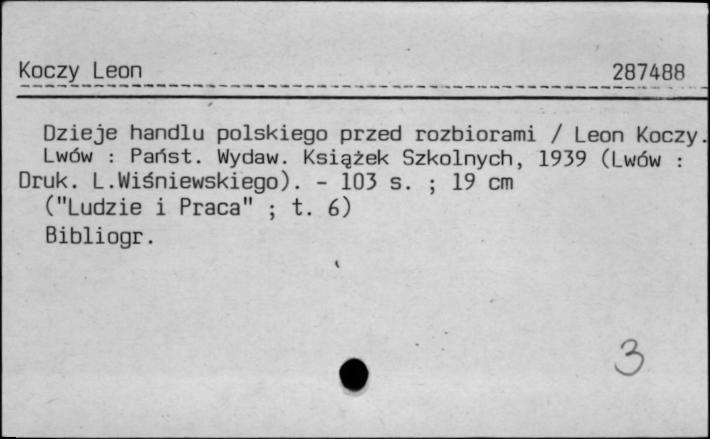 Koczy Leon 287488
Dzieje handlu polskiego przed rozbiorami / Leon Koczy.
Lwów : Państ. Wydaw. Książek Szkolnych, 1939 (Lwów :
Druk. L.Wiśniewskiego). - 103 s. ; 19 cm
("Ludzie i Praca" ; t. 6)
Bibliogr.
3